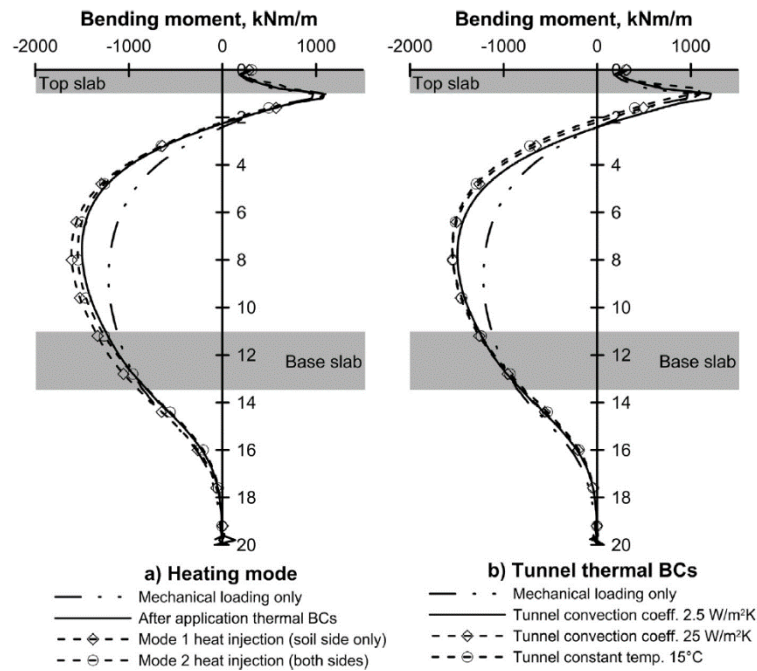 Bending moment, kNm/m
-2000 -1000 0 1000
Top slab
0
2
4
6
8
10
12
14
16
18
20
Base slab
a) Heating mode
Mechanical loading only
After application thermal BCs
Mode 1 heat injection (soil side only)
Mode 2 heat injection (both sides)
Bending moment, kNm/m
-2000 -1000 0 1000
Top slab
0
2
4
6
8
10
12
14
16
18
20
Base slab
b) Tunnel thermal BCs
Mechanical loading only
Tunnel convection coeff. 2.5 W/m²K
Tunnel convection coeff. 25 W/m²K
Tunnel constant temp. 15°C